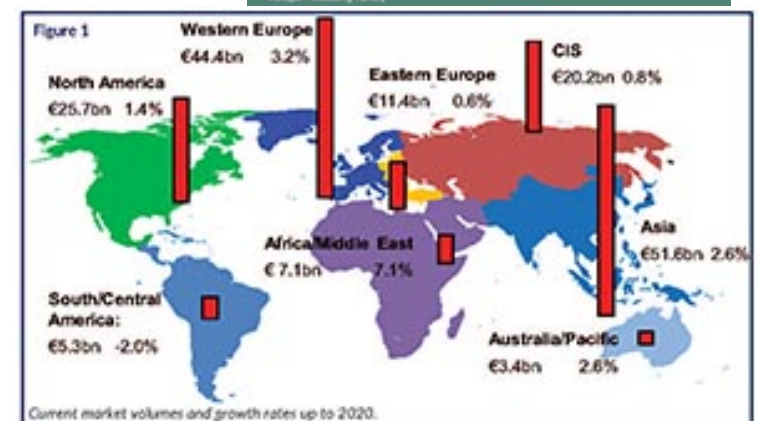 Figure 1
Western Europe
€44.4bn 3.2%
CIS
€20.2bn 0.8%
Eastern Europe
€11.4bn 0.6%
North America
€25.7bn 1.4%
Africa/Middle East
€7.1bn 7.1%
Asia
€51.6bn 2.6%
South/Central
America:
€5.3bn -2.0%
Australia/Pacific
€3.4bn 2.6%
Current market volumes and growth rates up to 2020.